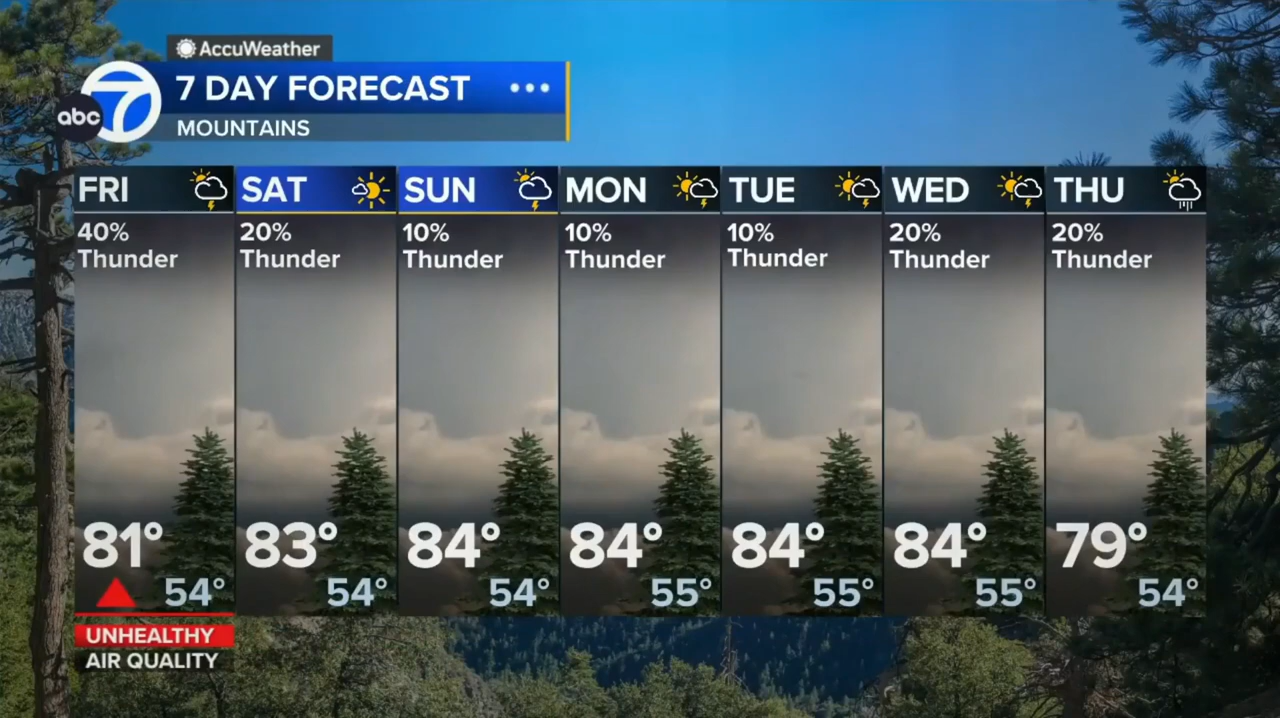 AccuWeather
abc
7
7 DAY FORECAST
MOUNTAINS
FRI
40%
Thunder
81°
54°
UNHEALTHY
AIR QUALITY
SAT
20%
Thunder
83°
54°
SUN
10%
Thunder
84°
54°
MON
10%
Thunder
84°
55°
TUE
10%
Thunder
84°
55°
WED
20%
Thunder
84°
55°
THU
20%
Thunder
79°
54°